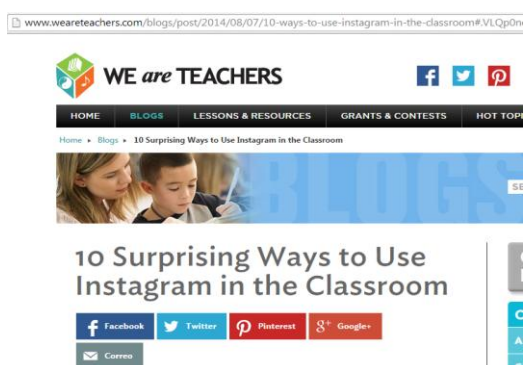 www.weareteachers.com/blogs/post/2014/08/07/10-ways-to-use-instagram-in-the-classroom#.VLQp0n
WE are TEACHERS
HOME BLOGS LESSONS & RESOURCES GRANTS & CONTESTS HOT TOP
Home ▸ Blogs ▸ 10 Surprising Ways to Use Instagram in the Classroom
BLOGS
SE
10 Surprising Ways to Use
Instagram in the Classroom
Facebook Twitter Pinterest Google+
Correo